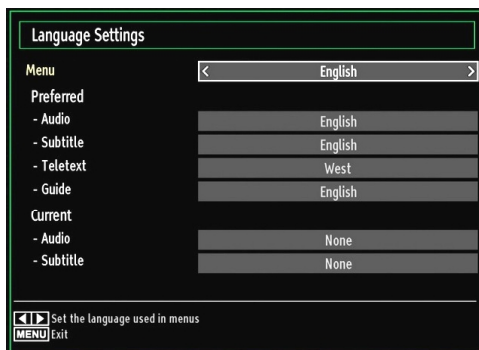 Language Settings
Menu < English >
Preferred
- Audio English
- Subtitle English
- Teletext West
- Guide English
Current
- Audio None
- Subtitle None
Set the language used in menus
MENU Exit